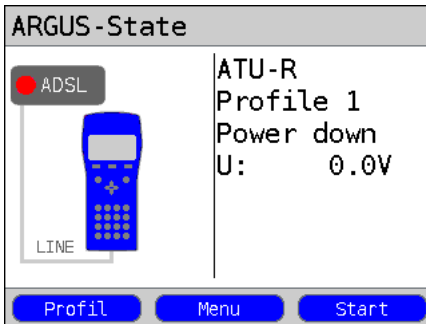 ARGUS-State
ADSL
LINE
ATU-R
Profile 1
Power down
U: 0.0V
Profil Menu Start